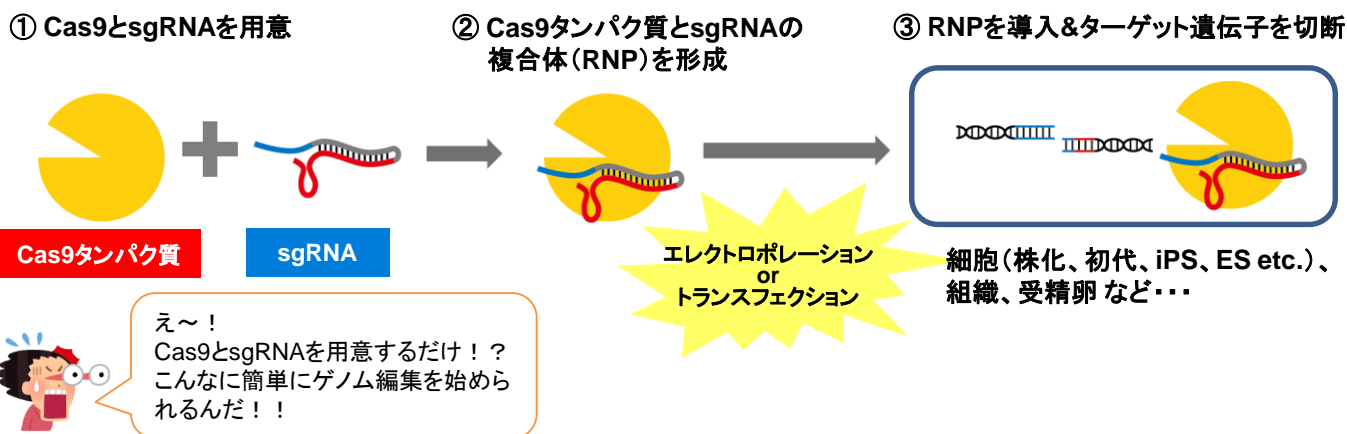 ① Cas9とsgRNAを用意
② Cas9タンパク質とsgRNAの
複合体（RNP）を形成
③ RNPを導入&ターゲット遺伝子を切断
Cas9タンパク質
sgRNA
エレクトロポレーション
or
トランスフェクション
細胞（株化、初代、iPS、ES etc.）、
組織、受精卵 など・・・
え～！
Cas9とsgRNAを用意するだけ！？
こんなに簡単にゲノム編集を始めら
れるんだ！！